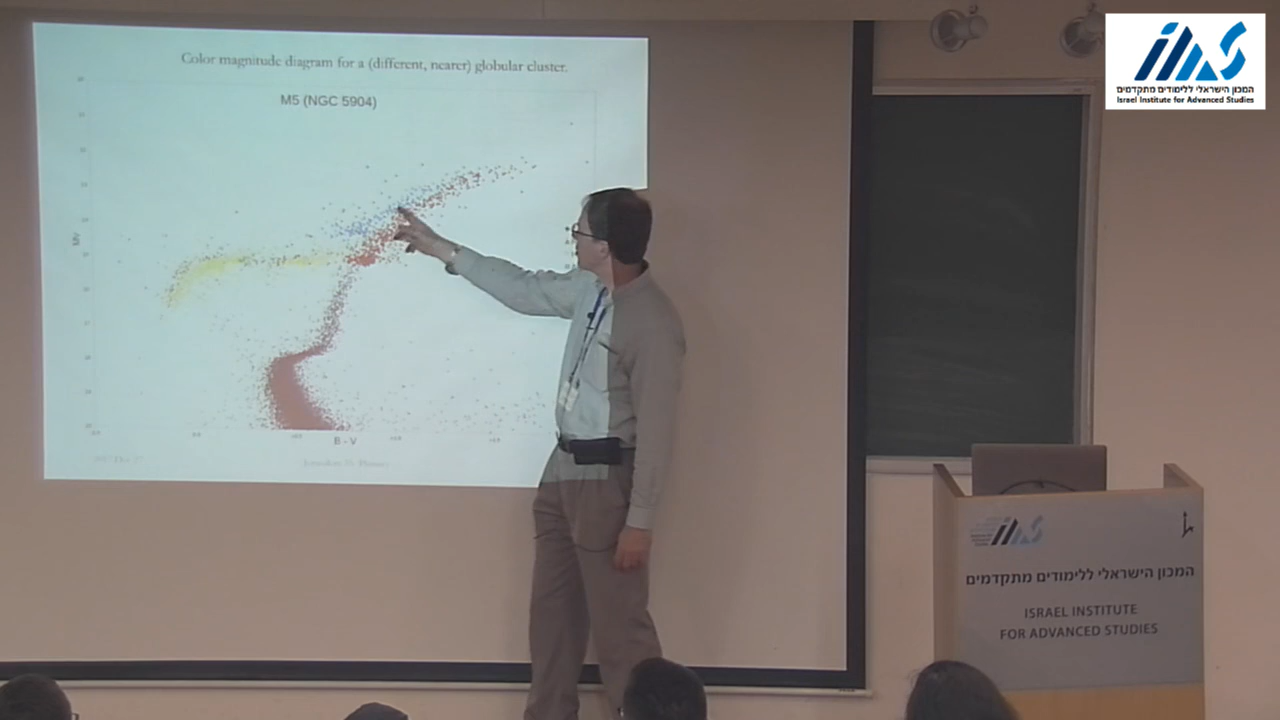 Color magnitude diagram for a (different, nearer) globular cluster.
M5 (NGC 5904)
B - V
המכון הישראלי ללימודים מתקדמים
Israel Institute for Advanced Studies
המכון הישראלי ללימודים מתקדמים
ISRAEL INSTITUTE
FOR ADVANCED STUDIES